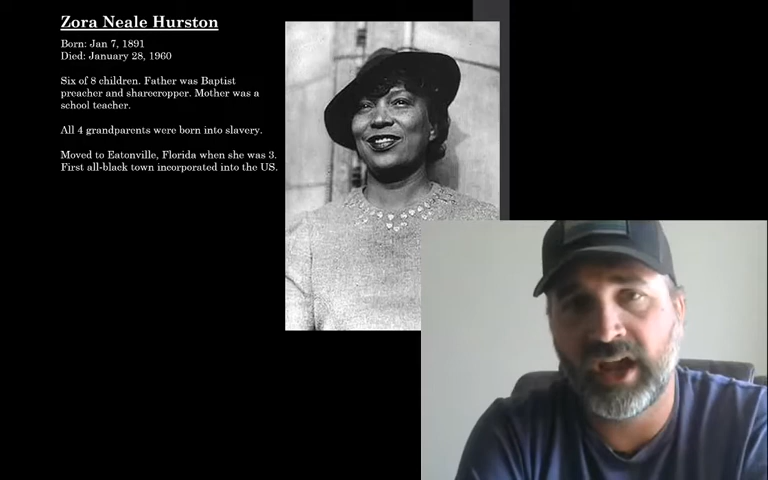 Zora Neale Hurston
Born: Jan 7, 1891
Died: January 28, 1960
Six of 8 children. Father was Baptist
preacher and sharecropper. Mother was a
school teacher.
All 4 grandparents were born into slavery.
Moved to Eatonville, Florida when she was 3.
First all-black town incorporated into the US.